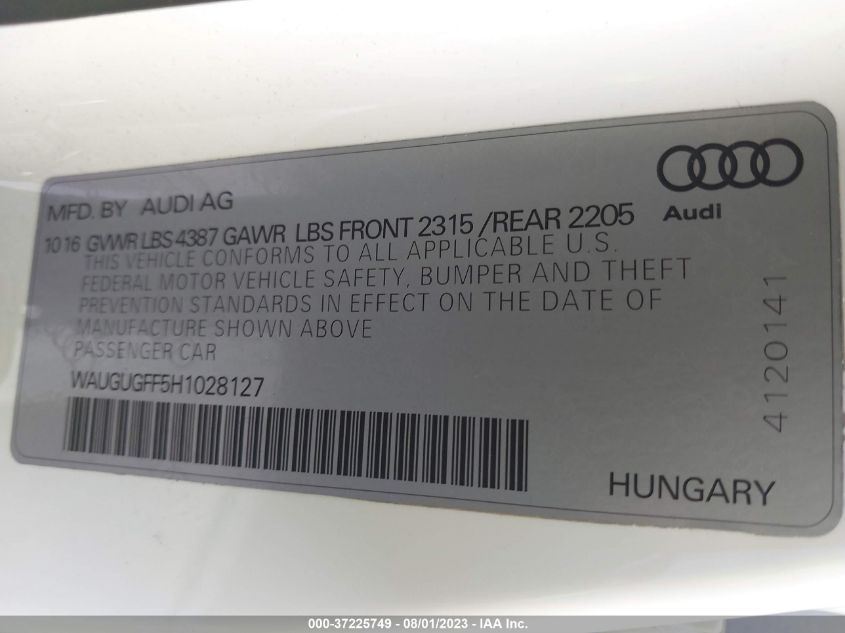 MFD. BY AUDI AG
Audi
10 16 GVWR LBS 4387 GAWR LBS FRONT 2315 /REAR 2205
THIS VEHICLE CONFORMS TO ALL APPLICABLE U.S.
FEDERAL MOTOR VEHICLE SAFETY, BUMPER AND THEFT
PREVENTION STANDARDS IN EFFECT ON THE DATE OF
MANUFACTURE SHOWN ABOVE
PASSENGER CAR
WAUGUGFF5H1028127
4120141
HUNGARY
000-37225749 - 08/01/2023 - IAA Inc.